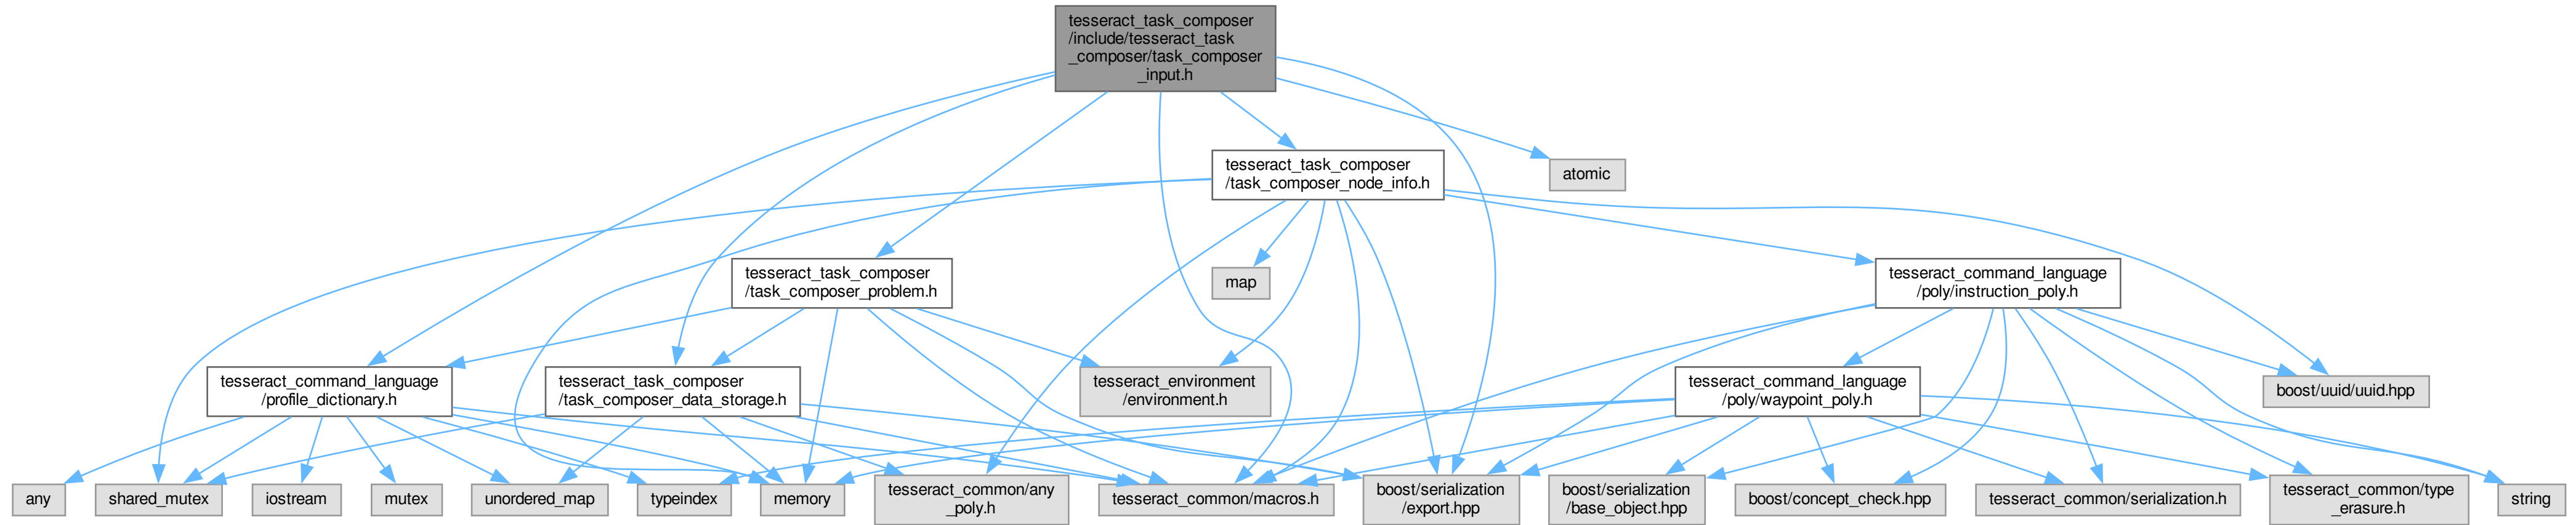 tesseract_task_composer
/include/tesseract_task
_composer/task_composer
_input.h
tesseract_task_composer
/task_composer_node_info.h
atomic
tesseract_task_composer
/task_composer_problem.h
map
tesseract_command_language
/poly/instruction_poly.h
tesseract_command_language
/profile_dictionary.h
tesseract_task_composer
/task_composer_data_storage.h
tesseract_environment
/environment.h
tesseract_command_language
/poly/waypoint_poly.h
boost/uuid/uuid.hpp
any
shared_mutex
iostream
mutex
unordered_map
typeindex
memory
tesseract_common/any
_poly.h
tesseract_common/macros.h
boost/serialization
/export.hpp
boost/serialization
/base_object.hpp
boost/concept_check.hpp
tesseract_common/serialization.h
tesseract_common/type
_erasure.h
string